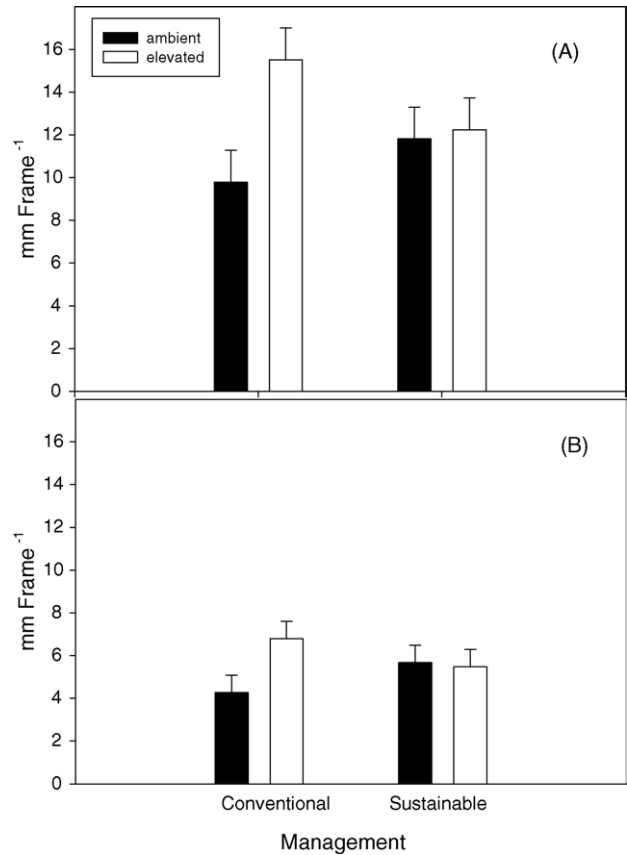 ambient
elevated
(A)
16
14
12
10
8
6
4
2
0
mm Frame -1
(B)
16
14
12
10
8
6
4
2
0
mm Frame -1
Conventional Sustainable
Management